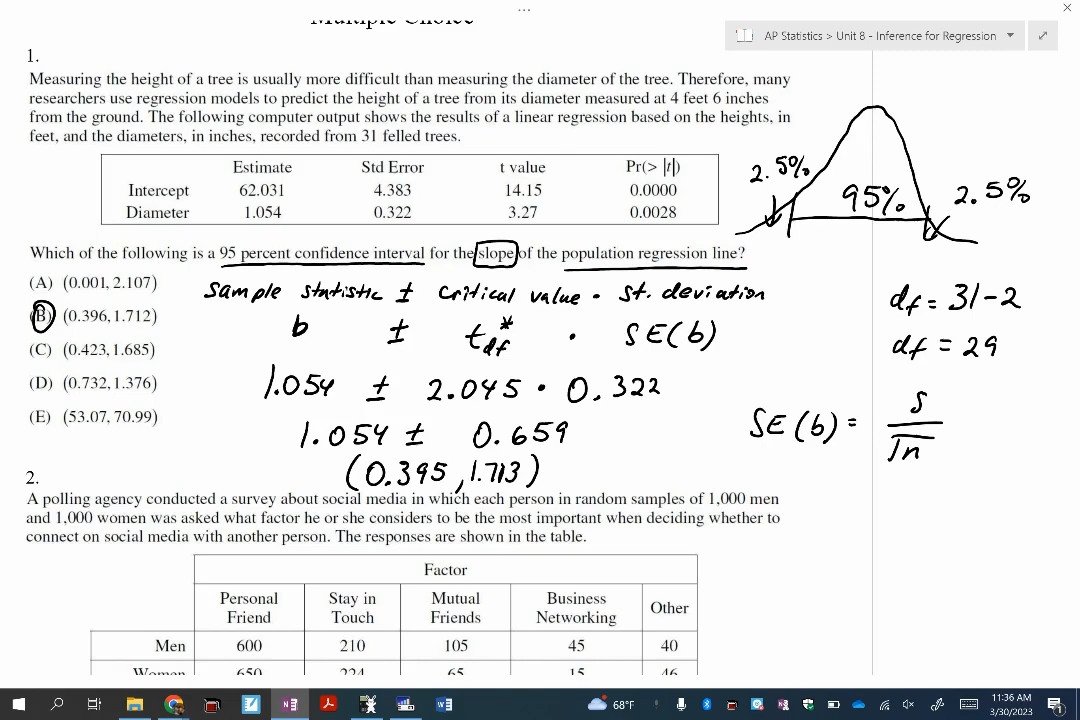 Multiple Choice
AP Statistics > Unit 8 - Inference for Regression
1.
Measuring the height of a tree is usually more difficult than measuring the diameter of the tree. Therefore, many
researchers use regression models to predict the height of a tree from its diameter measured at 4 feet 6 inches
from the ground. The following computer output shows the results of a linear regression based on the heights, in
feet, and the diameters, in inches, recorded from 31 felled trees.
Estimate Std Error t value Pr(> |t|)
Intercept 62.031 4.383 14.15 0.0000
Diameter 1.054 0.322 3.27 0.0028
2.5% 95% 2.5%
Which of the following is a 95 percent confidence interval for the slope of the population regression line?
(A) (0.001, 2.107)
(B) (0.396, 1.712)
(C) (0.423, 1.685)
(D) (0.732, 1.376)
(E) (53.07, 70.99)
Sample statistic ± critical value · St. deviation
b ± t*df · SE(b)
1.054 ± 2.045 · 0.322
1.054 ± 0.659
(0.395, 1.713)
df = 31-2
df = 29
SE(b) = s/√n
2.
A polling agency conducted a survey about social media in which each person in random samples of 1,000 men
and 1,000 women was asked what factor he or she considers to be the most important when deciding whether to
connect on social media with another person. The responses are shown in the table.
Factor
Personal Friend Stay in Touch Mutual Friends Business Networking Other
Men 600 210 105 45 40
Women 650 224 65 15 46
68°F
11:36 AM
3/30/2023